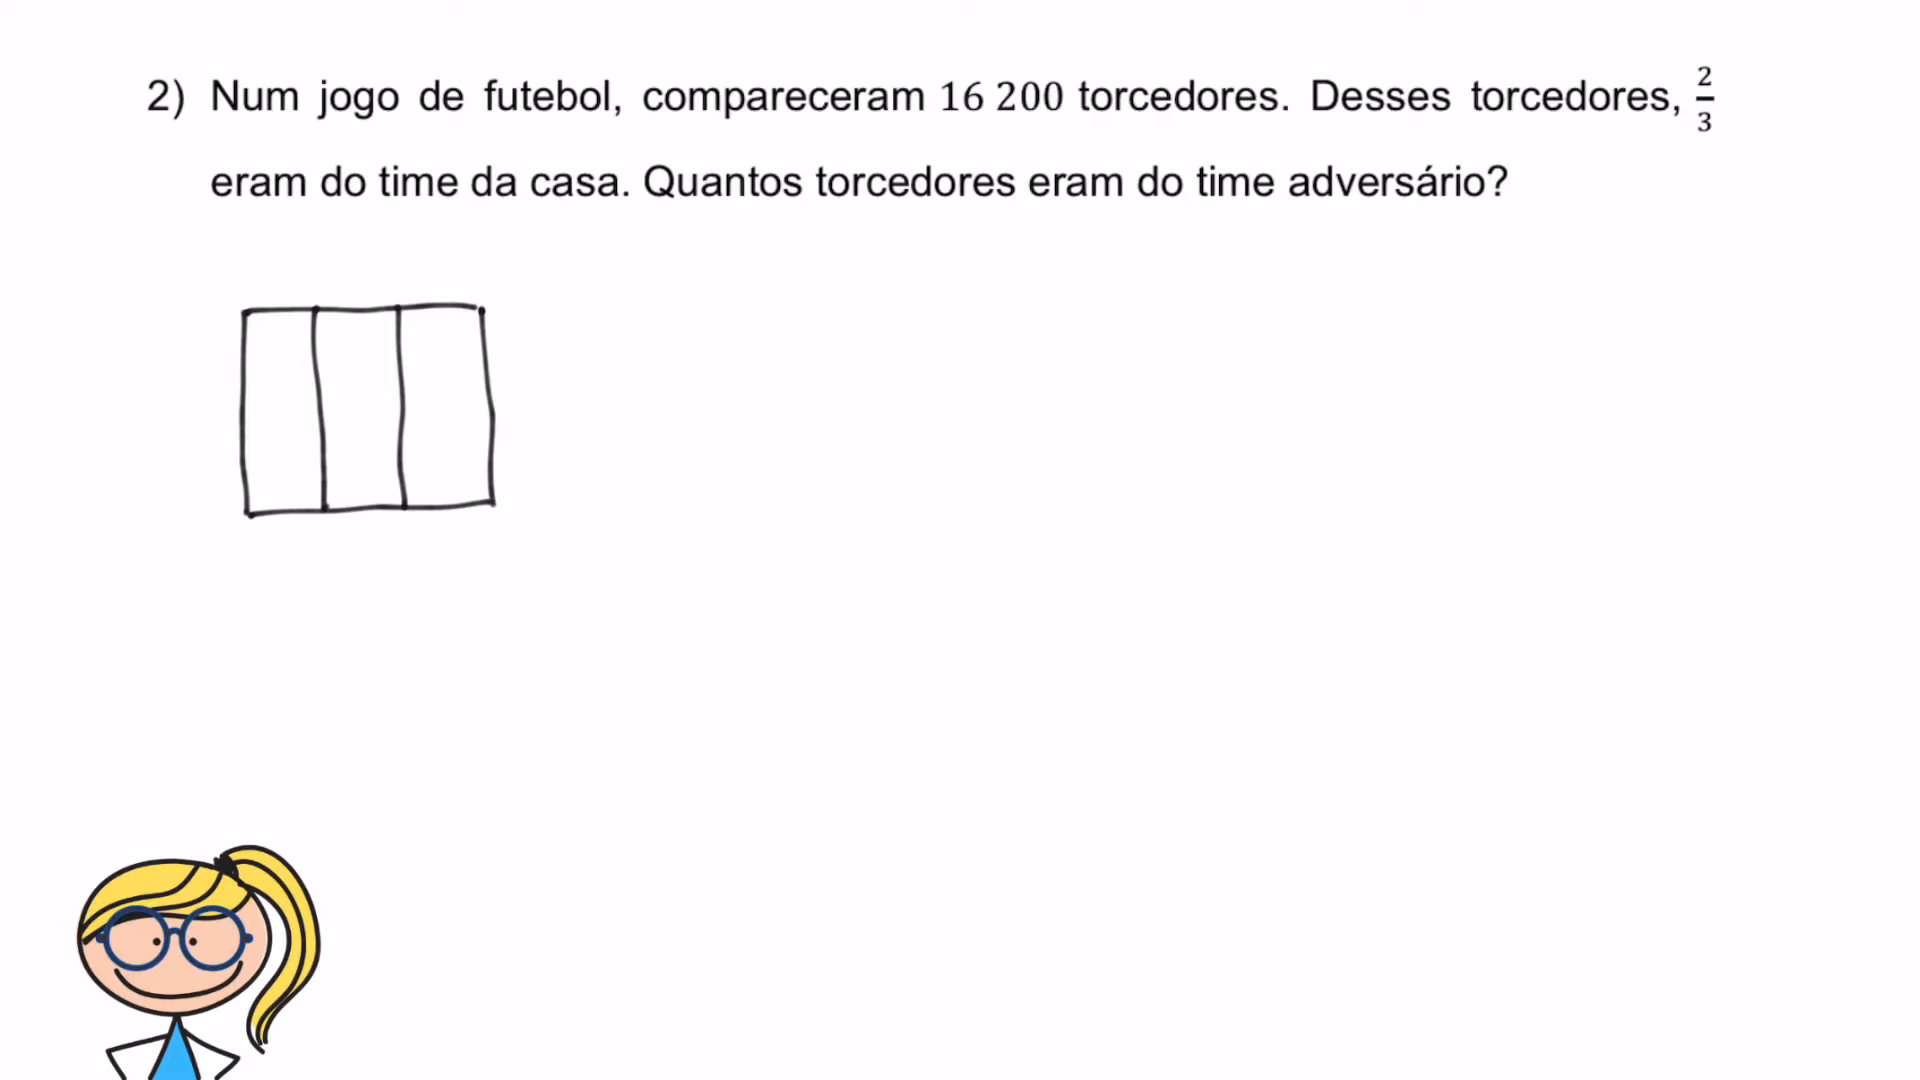 2) Num jogo de futebol, compareceram 16 200 torcedores. Desses torcedores, 2/3
eram do time da casa. Quantos torcedores eram do time adversário?